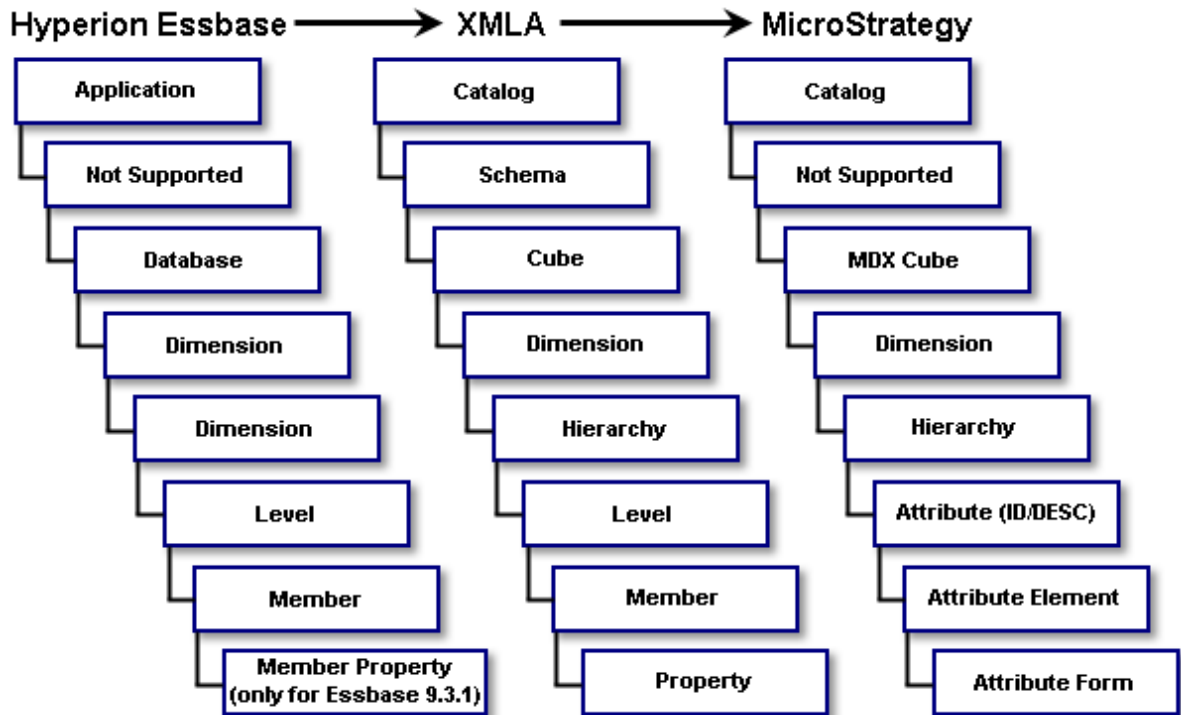 Hyperion Essbase XMLA MicroStrategy
Application Catalog Catalog
Not Supported Schema Not Supported
Database Cube MDX Cube
Dimension Dimension Dimension
Dimension Hierarchy Hierarchy
Level Level Attribute (ID/DESC)
Member Member Attribute Element
Member Property
(only for Essbase 9.3.1) Property Attribute Form